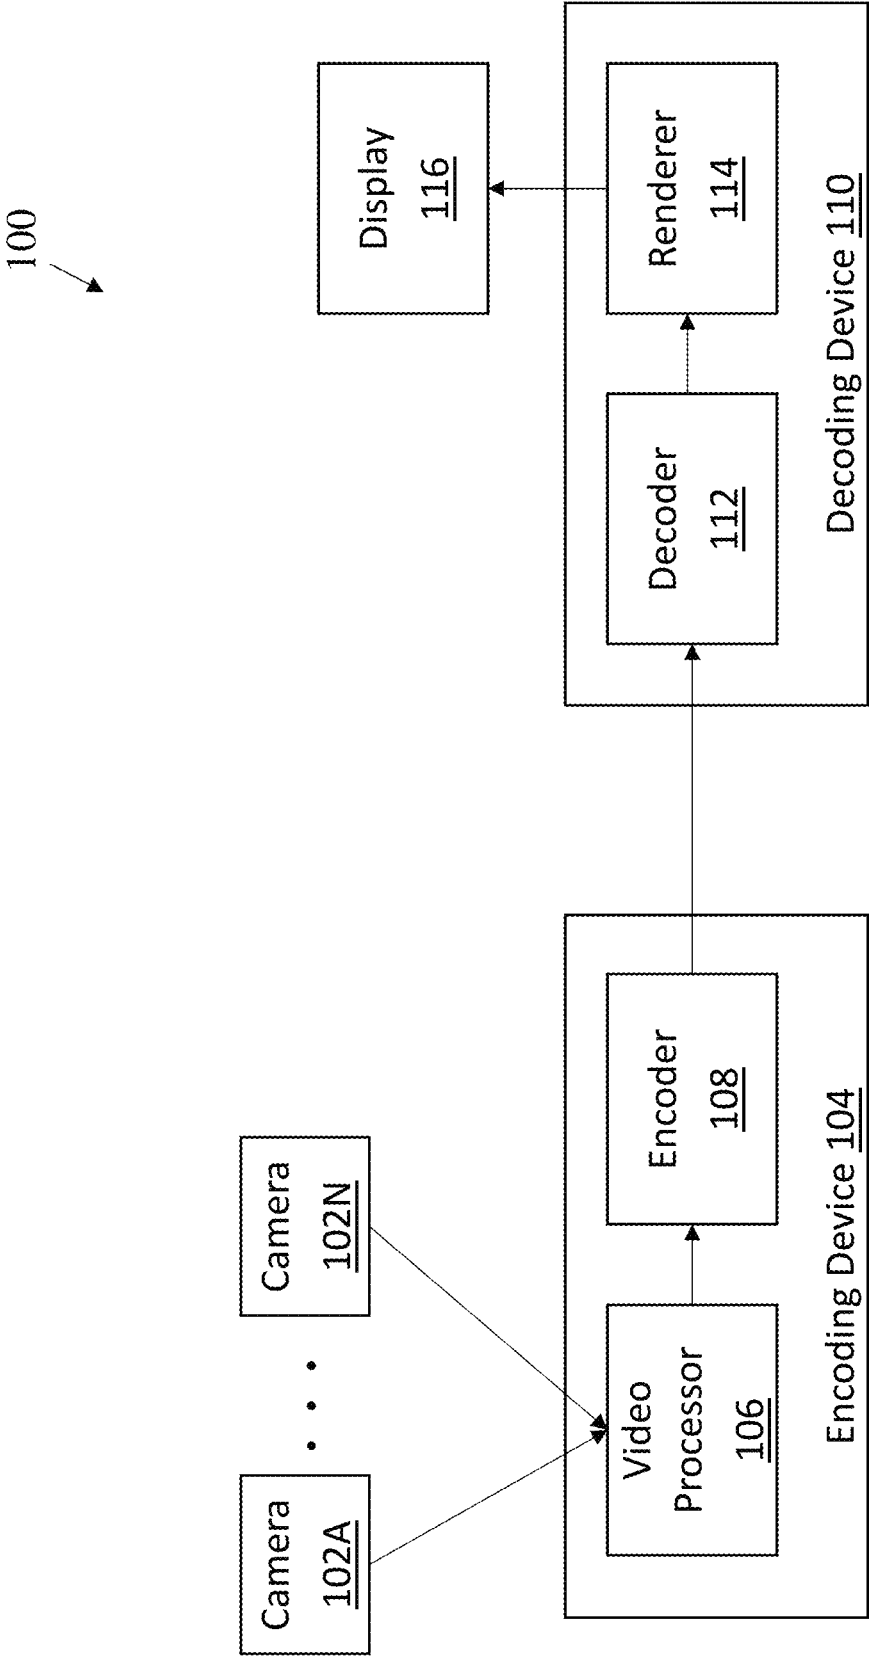 100
Camera
102A
Camera
102N
Display
116
Video
Processor
106
Encoder
108
Decoder
112
Renderer
114
Encoding Device 104
Decoding Device 110